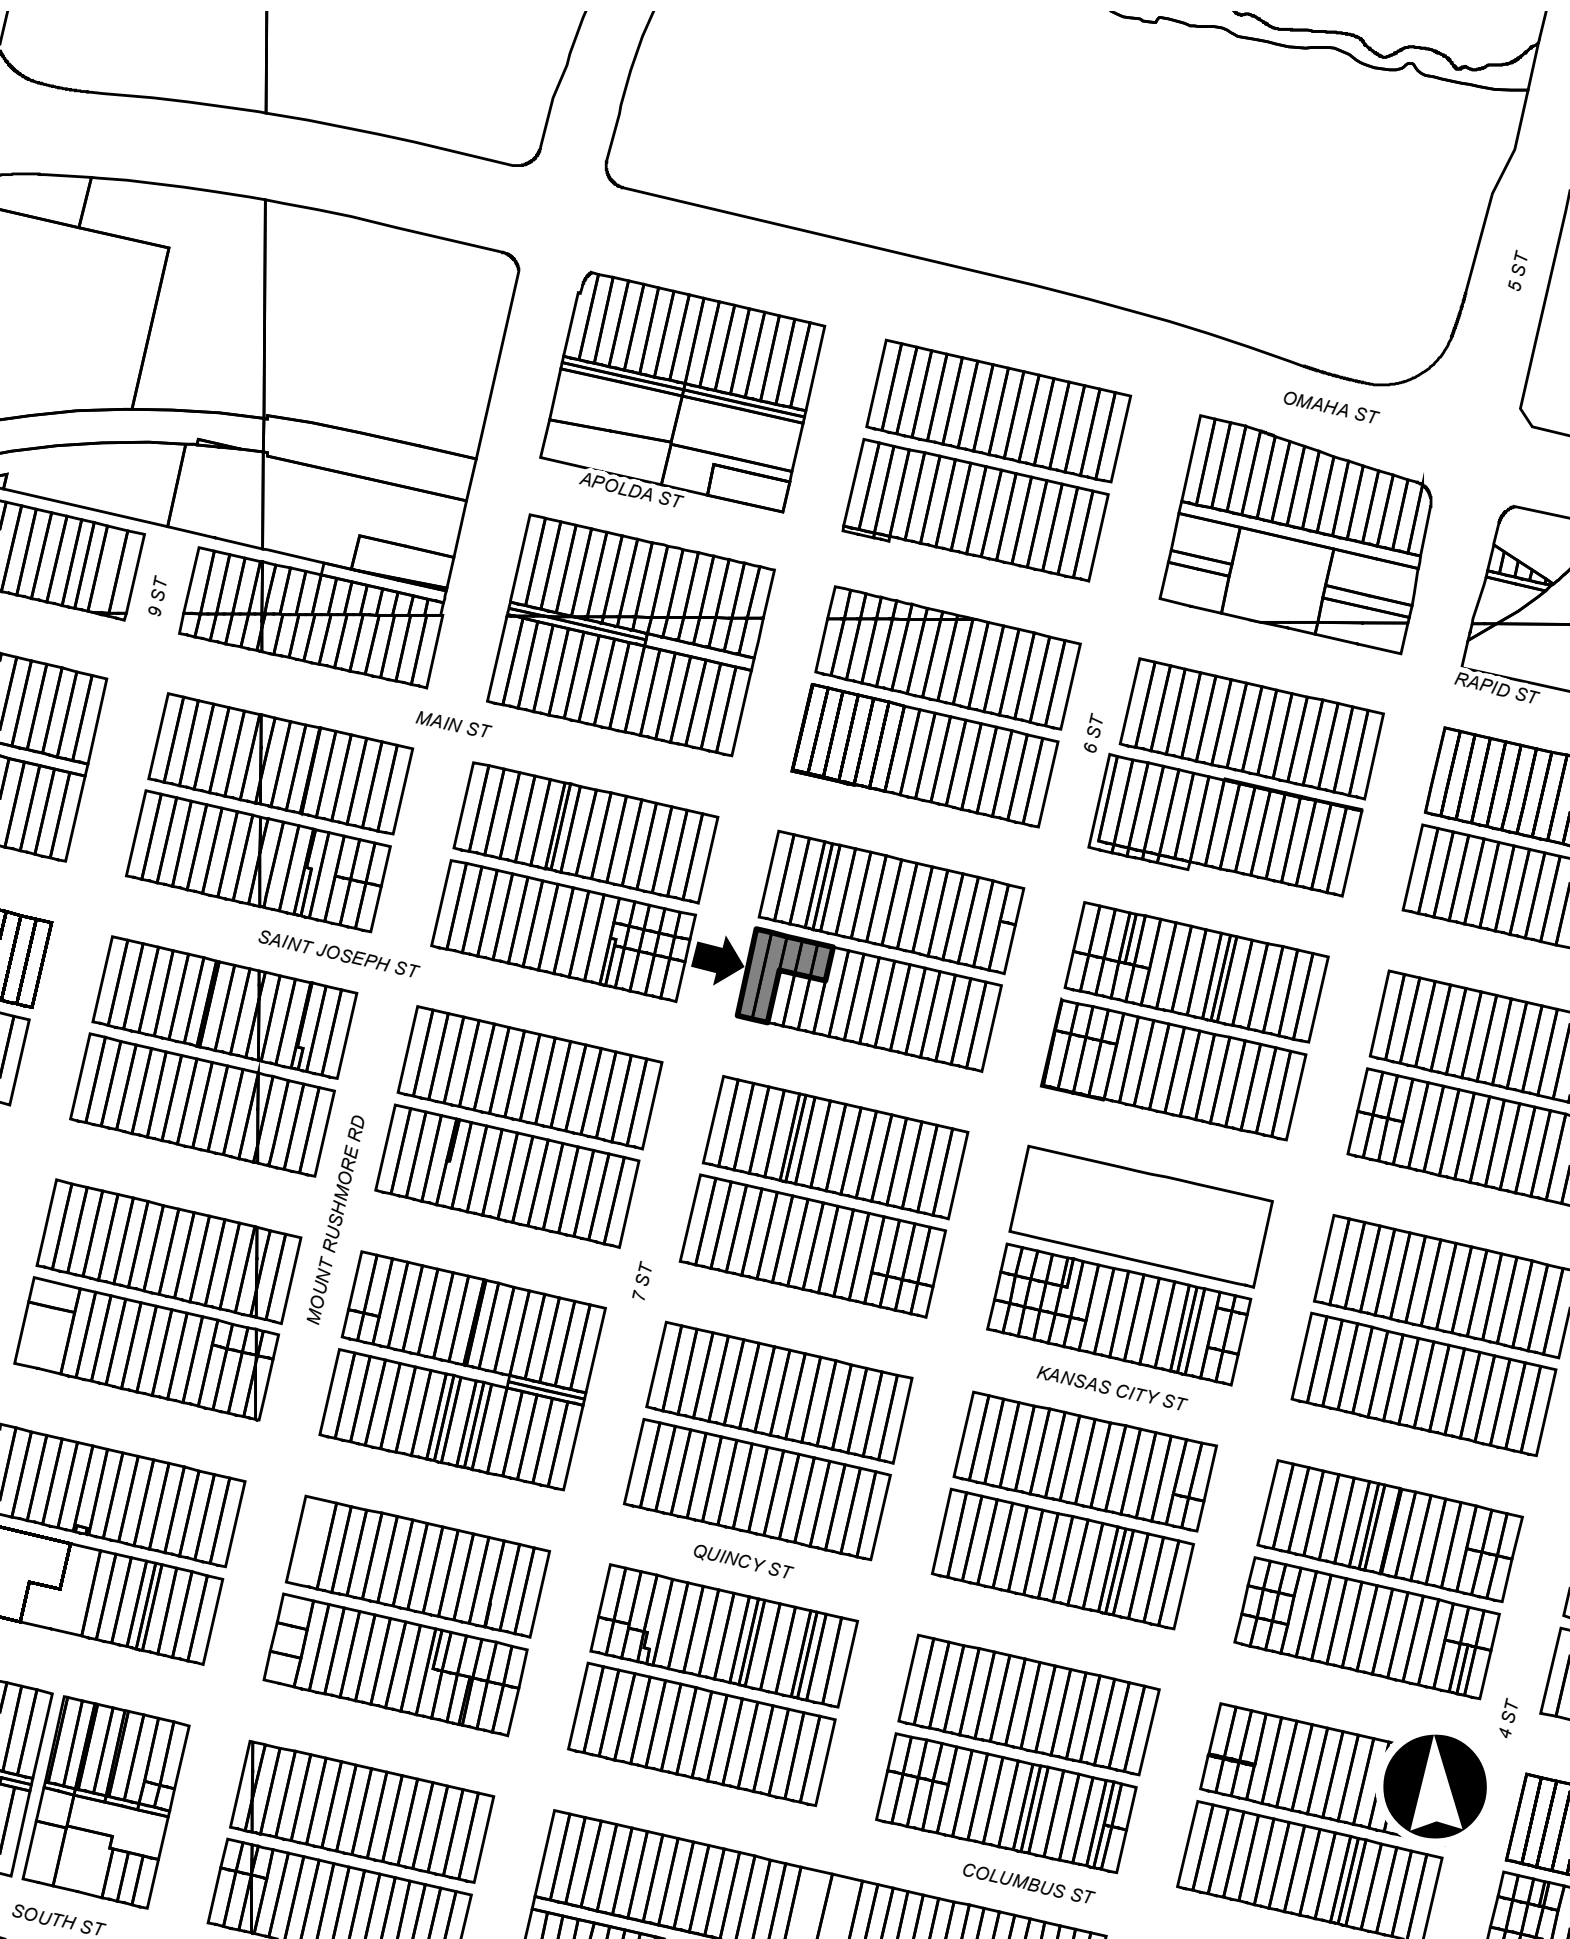 5 ST
OMAHA ST
APOLDA ST
9 ST
RAPID ST
MAIN ST
6 ST
SAINT JOSEPH ST
MOUNT RUSHMORE RD
7 ST
KANSAS CITY ST
QUINCY ST
4 ST
COLUMBUS ST
SOUTH ST